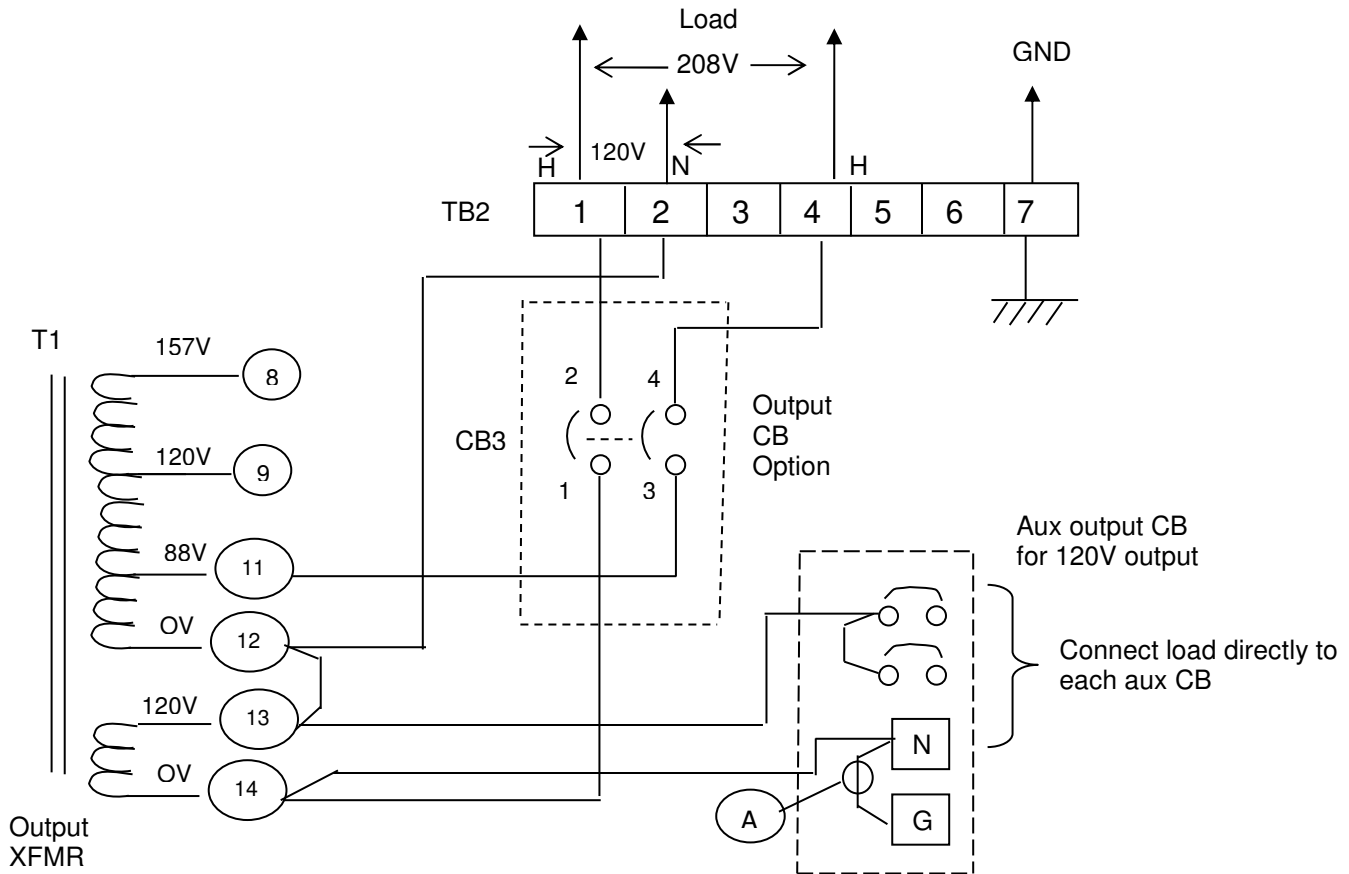 Load
208V
GND
H
120V
N
H
TB2
1
2
3
4
5
6
7
T1
157V
8
2
4
Output
CB
Option
CB3
120V
9
1
3
88V
11
Aux output CB
for 120V output
OV
12
Connect load directly to
each aux CB
120V
13
N
OV
14
A
G
Output
XFMR